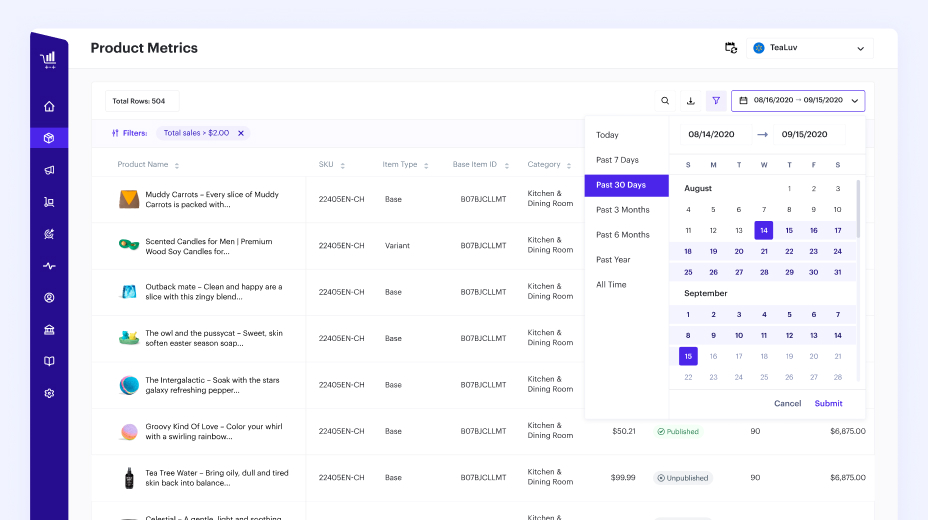 Product Metrics
TeaLuv
Total Rows: 504
08/16/2020 → 09/15/2020
Filters:
Total sales > $2.00
Product Name
SKU
Item Type
Base Item ID
Category
Muddy Carrots – Every slice of Muddy
Carrots is packed with...
22405EN-CH
Base
B07BJCLLMT
Kitchen &
Dining Room
Scented Candles for Men | Premium
Wood Soy Candles for...
22405EN-CH
Variant
B07BJCLLMT
Kitchen &
Dining Room
Outback mate – Clean and happy are a
slice with this zingy blend...
22405EN-CH
Base
B07BJCLLMT
Kitchen &
Dining Room
The owl and the pussycat – Sweet, skin
soften easter season soap...
22405EN-CH
Base
B07BJCLLMT
Kitchen &
Dining Room
The Intergalactic – Soak with the stars
galaxy refreshing pepper...
22405EN-CH
Base
B07BJCLLMT
Kitchen &
Dining Room
Groovy Kind Of Love – Color your whirl
with a swirling rainbow...
22405EN-CH
Base
B07BJCLLMT
Kitchen &
Dining Room
$50.21
Published
90
$6,875.00
Tea Tree Water – Bring oily, dull and tired
skin back into balance...
22405EN-CH
Base
B07BJCLLMT
Kitchen &
Dining Room
$99.99
Unpublished
90
$6,875.00
Celestial – A gentle, light and soothing
Kitchen &
Today
Past 7 Days
Past 30 Days
Past 3 Months
Past 6 Months
Past Year
All Time
08/14/2020 → 09/15/2020
S M T W T F S
August 1 2 3
4 5 6 7 8 9 10
11 12 13 14 15 16 17
18 19 20 21 22 23 24
25 26 27 28 29 30 31
September
1 2 3 4 5 6 7
8 9 10 11 12 13 14
15 16 17 18 19 20 21
22 23 24 25 26 27 28
Cancel Submit